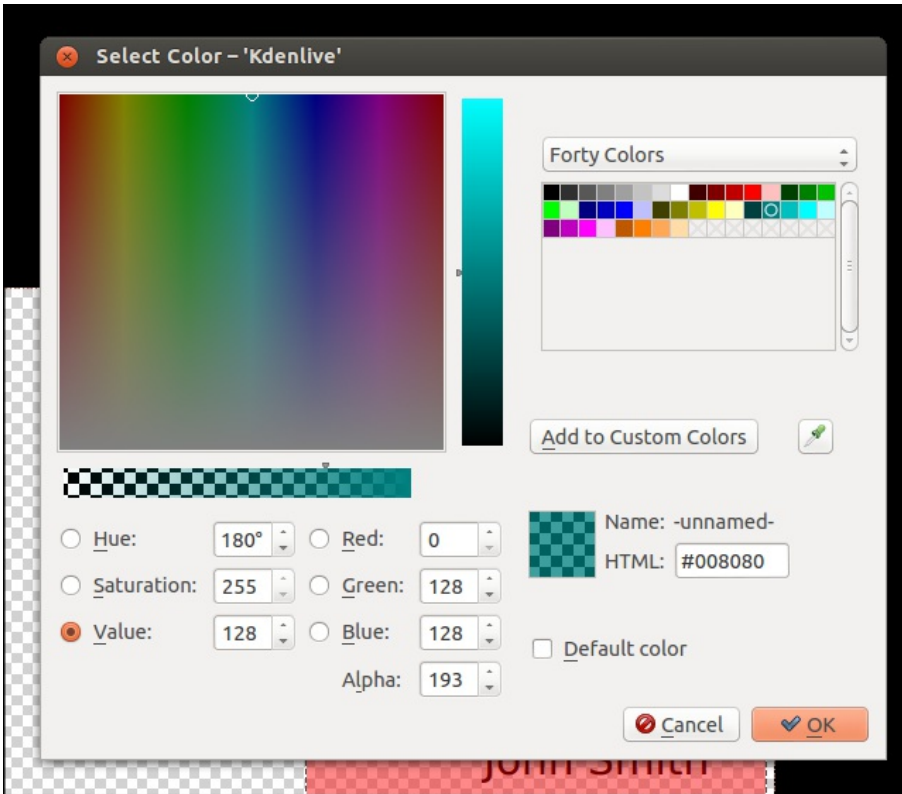 Select Color – 'Kdenlive'
Forty Colors
Add to Custom Colors
Hue: 180° Red: 0
Saturation: 255 Green: 128
Value: 128 Blue: 128
Alpha: 193
Name: -unnamed-
HTML: #008080
Default color
Cancel OK
John Smith